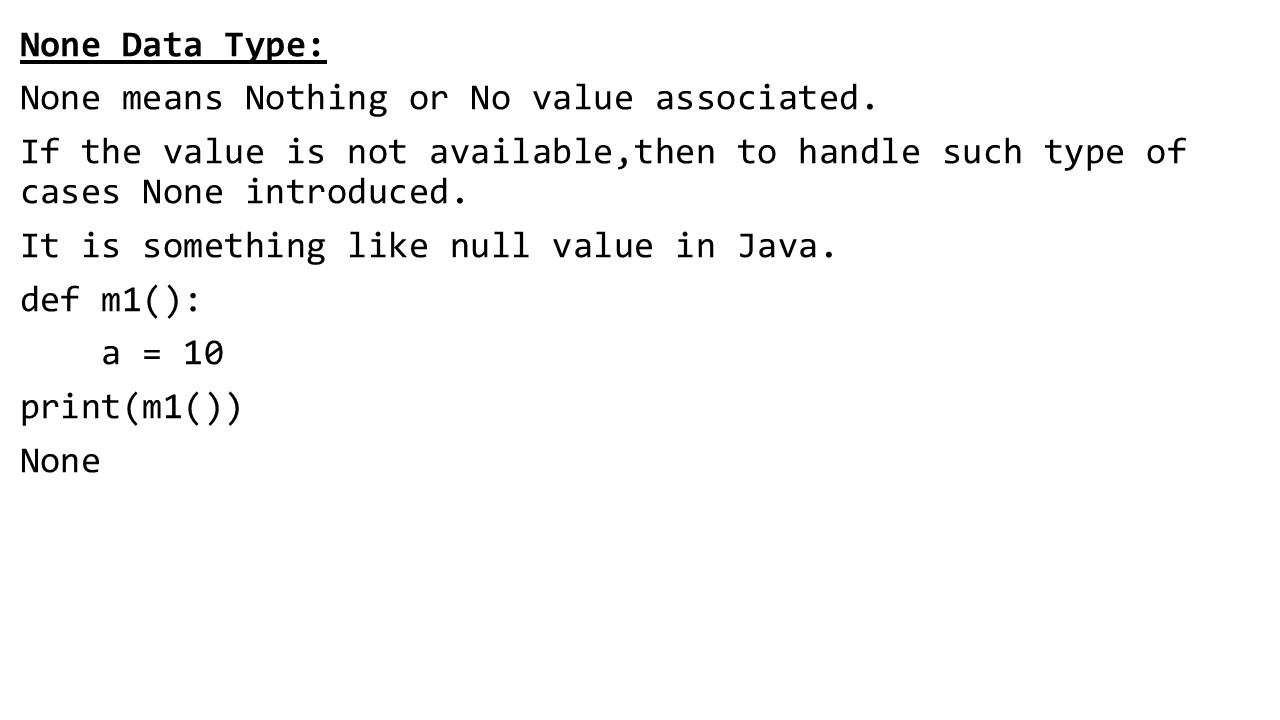 None Data Type:
None means Nothing or No value associated.
If the value is not available,then to handle such type of
cases None introduced.
It is something like null value in Java.
def m1():
    a = 10
print(m1())
None